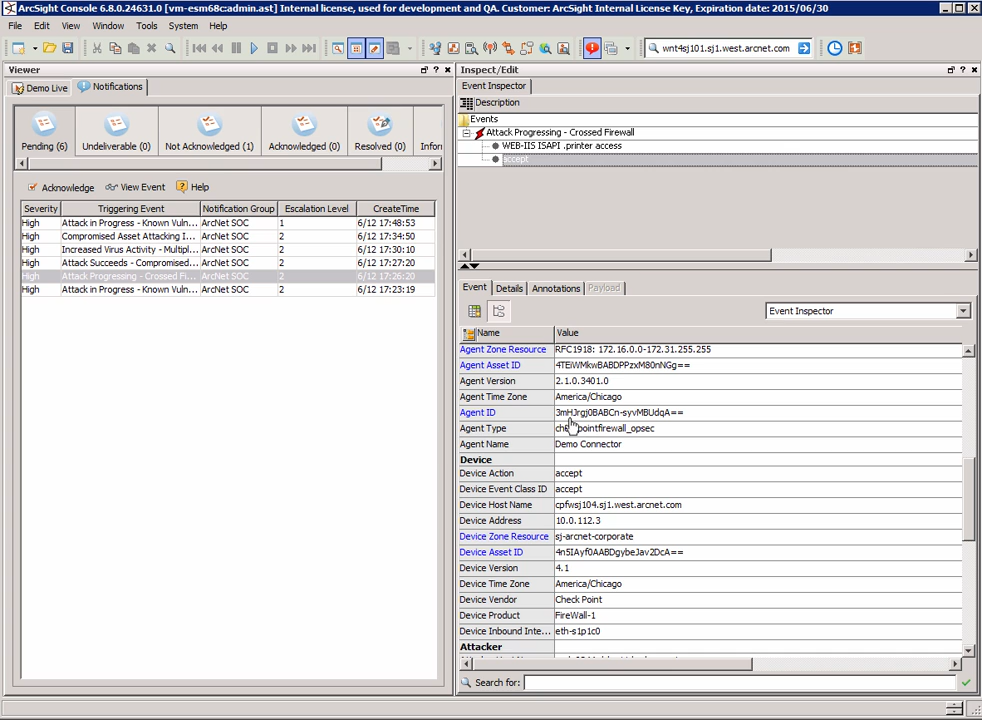 ArcSight Console 6.8.0.24631.0 [vm-esm68c:admin.ast] Internal license, used for development and QA. Customer: ArcSight Internal License Key, Expiration date: 2015/06/30
File Edit View Window Tools System Help
wnt4sj101.sj1.west.arcnet.com
Viewer
Demo Live Notifications
Pending (6) Undeliverable (0) Not Acknowledged (1) Acknowledged (0) Resolved (0) Infor
Acknowledge View Event Help
Severity Triggering Event Notification Group Escalation Level CreateTime
High Attack in Progress - Known Vuln... ArcNet SOC 1 6/12 17:48:53
High Compromised Asset Attacking I... ArcNet SOC 2 6/12 17:34:50
High Increased Virus Activity - Multipl... ArcNet SOC 2 6/12 17:30:10
High Attack Succeeds - Compromised... ArcNet SOC 2 6/12 17:27:20
High Attack Progressing - Crossed Fi... ArcNet SOC 2 6/12 17:26:20
High Attack in Progress - Known Vuln... ArcNet SOC 2 6/12 17:23:19
Inspect/Edit
Event Inspector
Description
Events
Attack Progressing - Crossed Firewall
WEB-IIS ISAPI .printer access
accept
Event Details Annotations Payload
Event Inspector
Name Value
Agent Zone Resource RFC1918: 172.16.0.0-172.31.255.255
Agent Asset ID 4TEiWMkwBABDPPzxM80nNGg==
Agent Version 2.1.0.3401.0
Agent Time Zone America/Chicago
Agent ID 3mHJrgj0BABCn-syvMBUdqA==
Agent Type
Agent Name Demo Connector
Device
Device Action accept
Device Event Class ID accept
Device Host Name cpfwsj104.sj1.west.arcnet.com
Device Address 10.0.112.3
Device Zone Resource sj-arcnet-corporate
Device Asset ID 4n5IAyf0AABDgybeJav2DcA==
Device Version 4.1
Device Time Zone America/Chicago
Device Vendor Check Point
Device Product FireWall-1
Device Inbound Inte... eth-s1p1c0
Attacker
Search for: